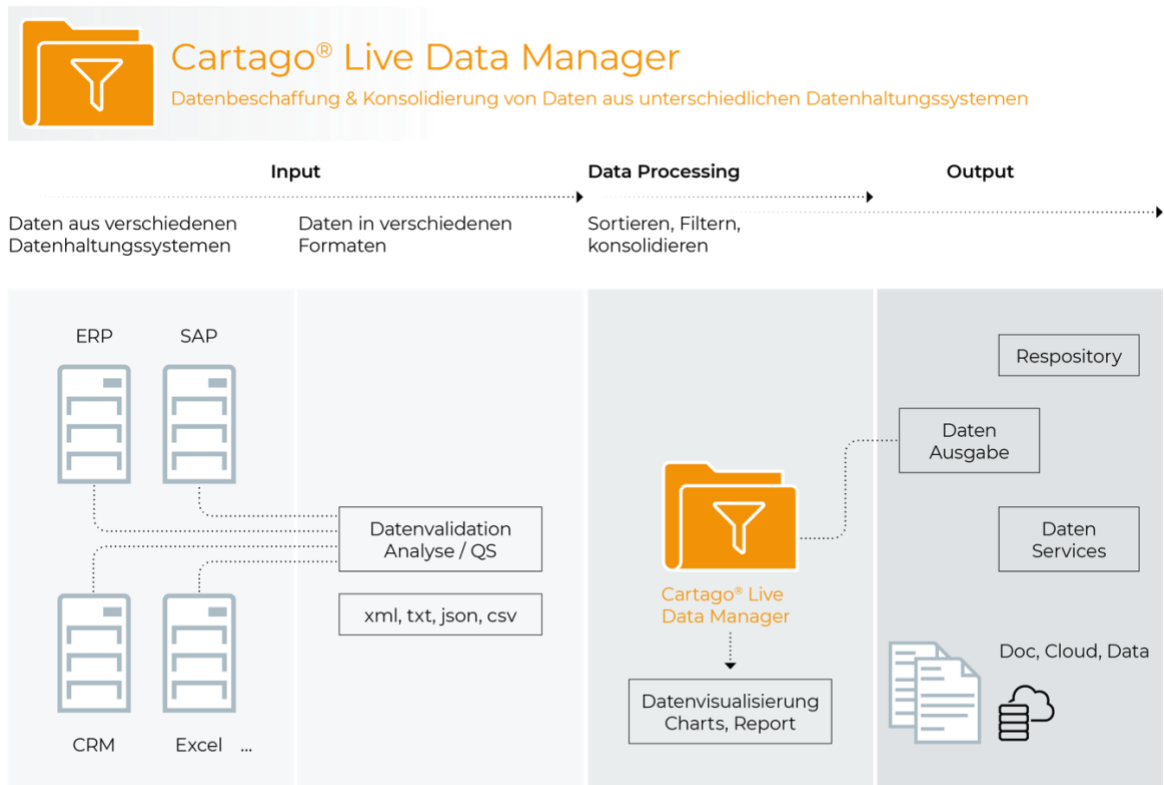 Cartago® Live Data Manager
Datenbeschaffung & Konsolidierung von Daten aus unterschiedlichen Datenhaltungssystemen
Input
Data Processing
Output
Daten aus verschiedenen
Datenhaltungssystemen
Daten in verschiedenen
Formaten
Sortieren, Filtern,
konsolidieren
ERP
SAP
CRM
Excel ...
Datenvalidation
Analyse / QS
xml, txt, json, csv
Cartago® Live
Data Manager
Datenvisualisierung
Charts, Report
Respository
Daten
Ausgabe
Daten
Services
Doc, Cloud, Data